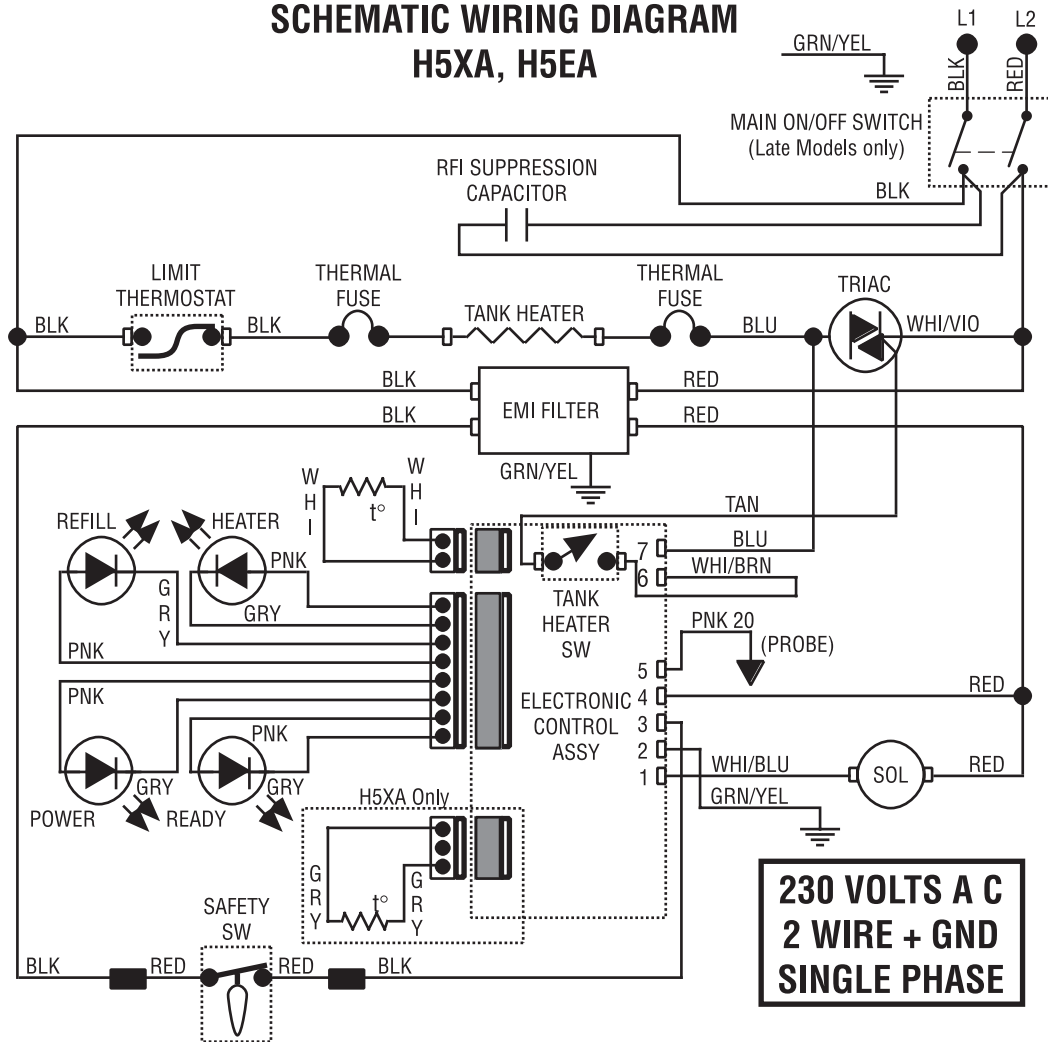 SCHEMATIC WIRING DIAGRAM
H5XA, H5EA
GRN/YEL
L1
L2
BLK
RED
MAIN ON/OFF SWITCH
(Late Models only)
RFI SUPPRESSION
CAPACITOR
BLK
LIMIT
THERMOSTAT
THERMAL
FUSE
TANK HEATER
THERMAL
FUSE
TRIAC
BLK
BLK
BLU
WHI/VIO
BLK
RED
EMI FILTER
BLK
RED
GRN/YEL
WHI
t°
WHI
TAN
REFILL
HEATER
PNK
GRY
GRY
PNK
7
BLU
6
WHI/BRN
TANK
HEATER
SW
PNK 20
(PROBE)
5
4
RED
ELECTRONIC
CONTROL
ASSY
3
2
1
WHI/BLU
SOL
RED
GRN/YEL
PNK
PNK
GRY
GRY
POWER
READY
H5XA Only
GRY
t°
GRY
SAFETY
SW
BLK
RED
RED
BLK
230 VOLTS A C
2 WIRE + GND
SINGLE PHASE